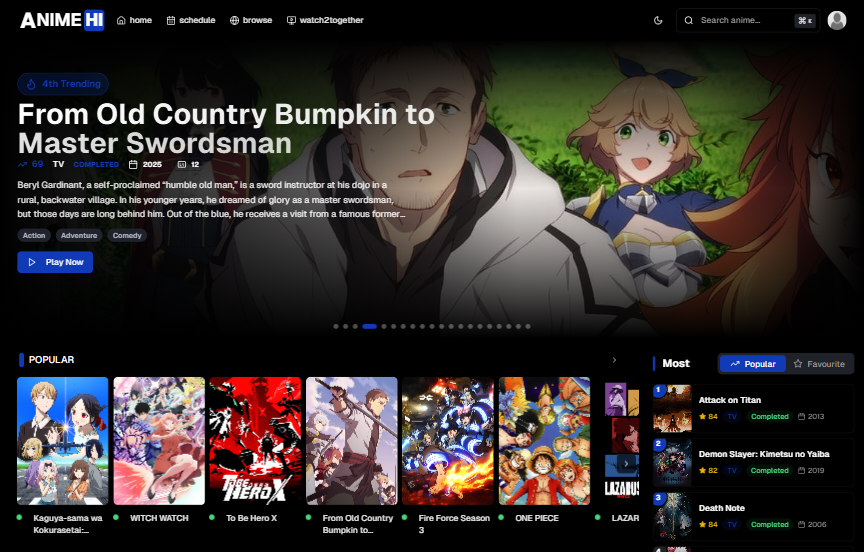 ANIME HI
home
schedule
browse
watch2together
Search anime...
⌘ K
4th Trending
From Old Country Bumpkin to
Master Swordsman
69 TV COMPLETED 2025 12
Beryl Gardinant, a self-proclaimed "humble old man," is a sword instructor at his dojo in a
rural, backwater village. In his younger years, he dreamed of glory as a master swordsman,
but those days are long behind him. Out of the blue, he receives a visit from a famous former...
Action Adventure Comedy
Play Now
POPULAR
TO BE HERO X
LAZARUS
Kaguya-sama wa
Kokurasetai:...
WITCH WATCH
To Be Hero X
From Old Country
Bumpkin to...
Fire Force Season
3
ONE PIECE
LAZAR
Most
Popular
Favourite
1
Attack on Titan
84 TV Completed 2013
2
Demon Slayer: Kimetsu no Yaiba
82 TV Completed 2019
3
Death Note
84 TV Completed 2006